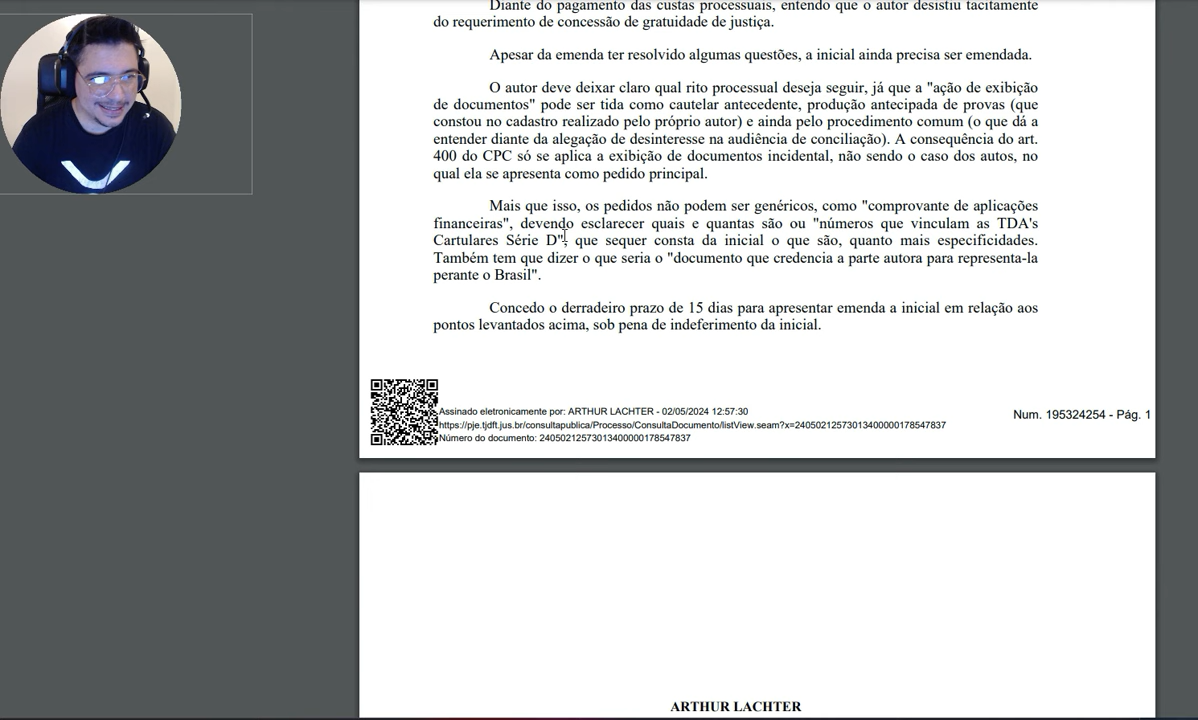 Diante do pagamento das custas processuais, entendo que o autor desistiu tacitamente
do requerimento de concessão de gratuidade de justiça.
Apesar da emenda ter resolvido algumas questões, a inicial ainda precisa ser emendada.
O autor deve deixar claro qual rito processual deseja seguir, já que a "ação de exibição
de documentos" pode ser tida como cautelar antecedente, produção antecipada de provas (que
constou no cadastro realizado pelo próprio autor) e ainda pelo procedimento comum (o que dá a
entender diante da alegação de desinteresse na audiência de conciliação). A consequência do art.
400 do CPC só se aplica a exibição de documentos incidental, não sendo o caso dos autos, no
qual ela se apresenta como pedido principal.
Mais que isso, os pedidos não podem ser genéricos, como "comprovante de aplicações
financeiras", devendo esclarecer quais e quantas são ou "números que vinculam as TDA's
Cartulares Série D", que sequer consta da inicial o que são, quanto mais especificidades.
Também tem que dizer o que seria o "documento que credencia a parte autora para representa-la
perante o Brasil".
Concedo o derradeiro prazo de 15 dias para apresentar emenda a inicial em relação aos
pontos levantados acima, sob pena de indeferimento da inicial.
Assinado eletronicamente por: ARTHUR LACHTER - 02/05/2024 12:57:30
https://pje.tjdft.jus.br/consultapublica/Processo/ConsultaDocumento/listView.seam?x=24050212573013400000178547837
Número do documento: 24050212573013400000178547837
Num. 195324254 - Pág. 1
ARTHUR LACHTER